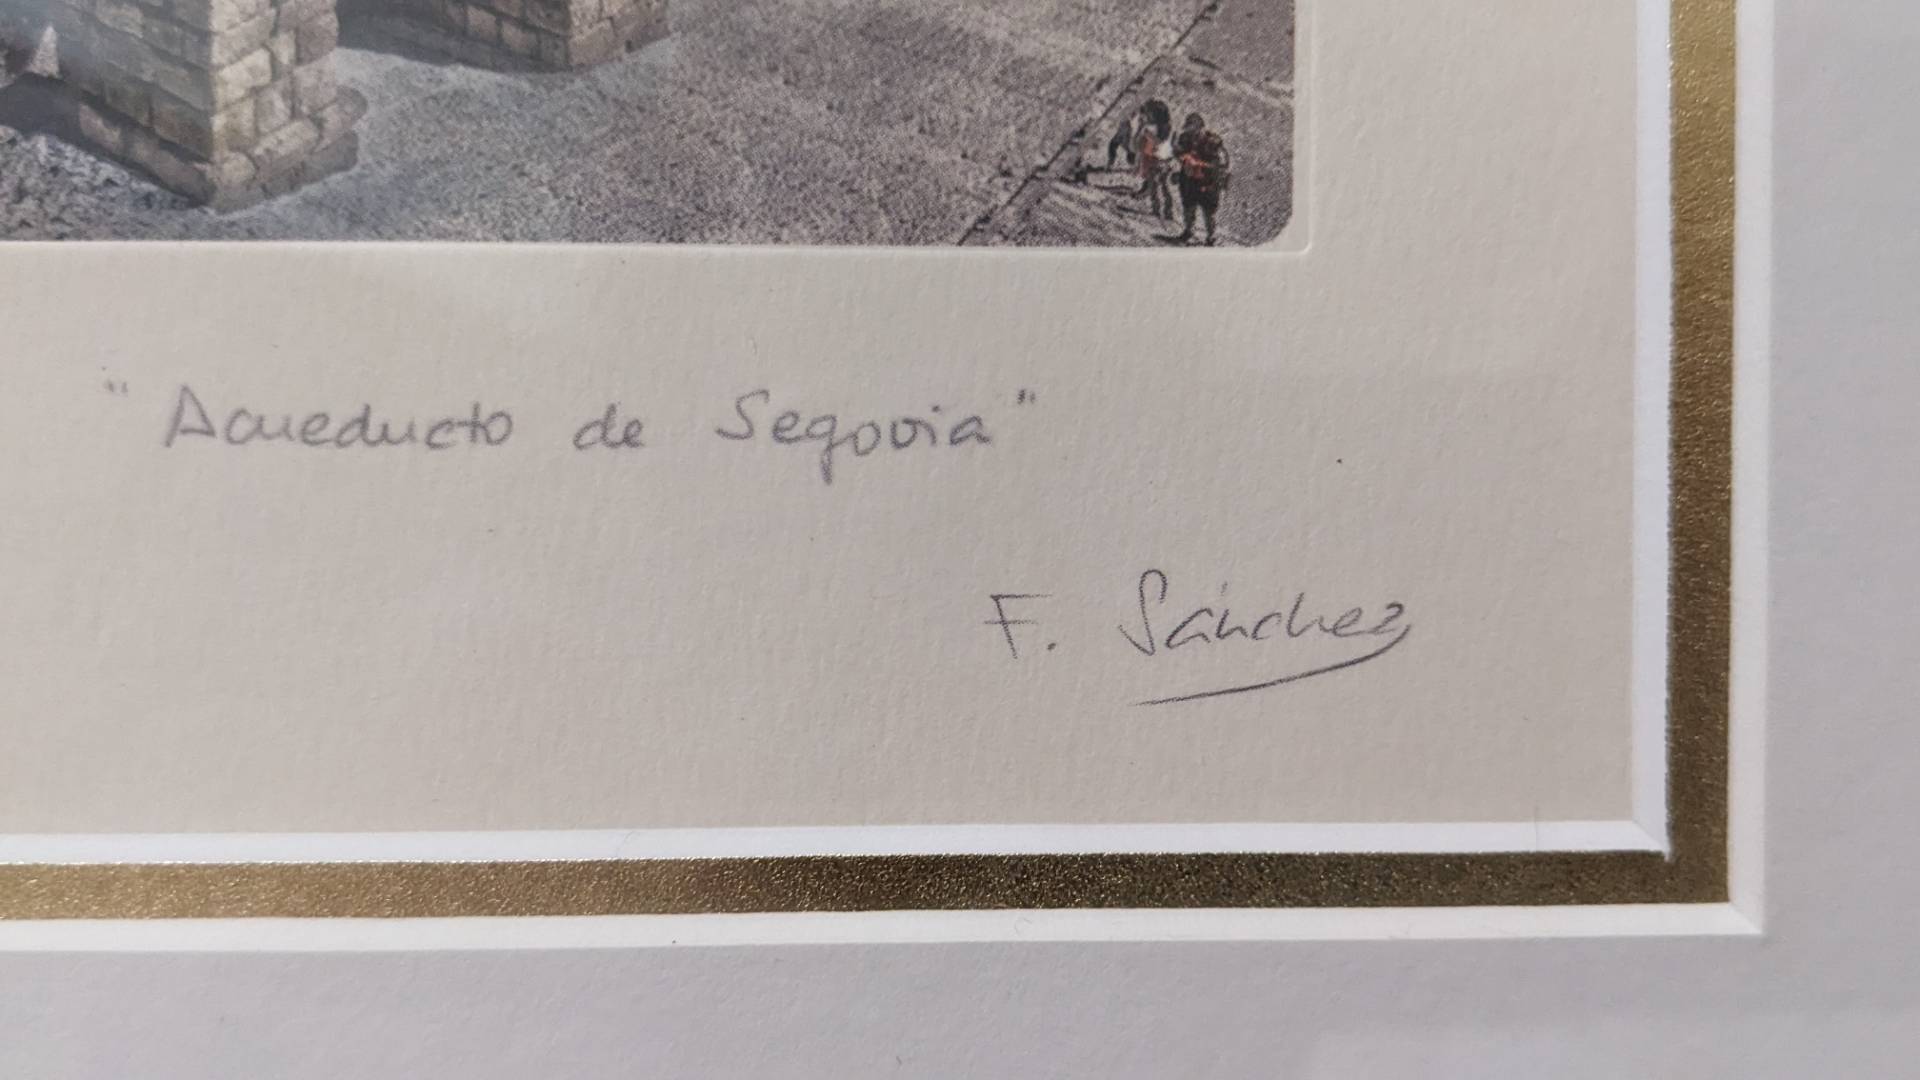 "Acueducto de Segovia"
F. Sánchez